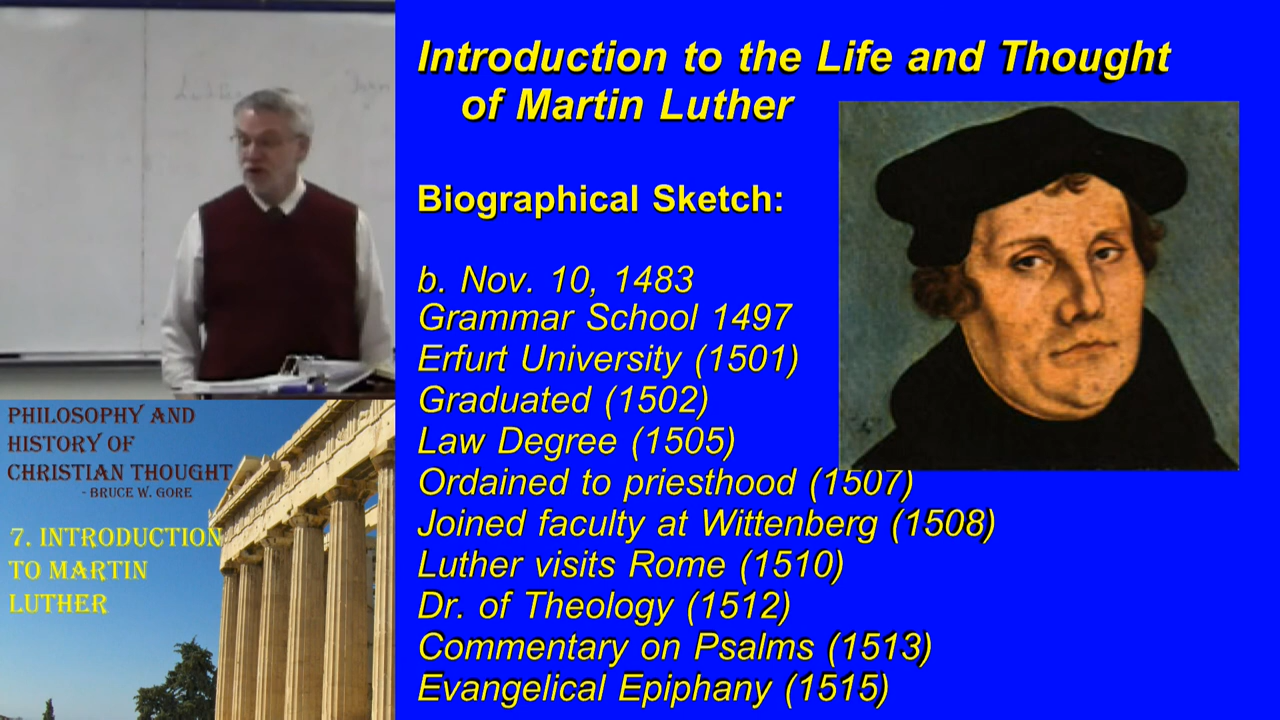 Introduction to the Life and Thought
of Martin Luther
Biographical Sketch:
b. Nov. 10, 1483
Grammar School 1497
Erfurt University (1501)
Graduated (1502)
Law Degree (1505)
Ordained to priesthood (1507)
Joined faculty at Wittenberg (1508)
Luther visits Rome (1510)
Dr. of Theology (1512)
Commentary on Psalms (1513)
Evangelical Epiphany (1515)
PHILOSOPHY AND
HISTORY OF
CHRISTIAN THOUGHT
- BRUCE W. GORE
7. INTRODUCTION
TO MARTIN
LUTHER